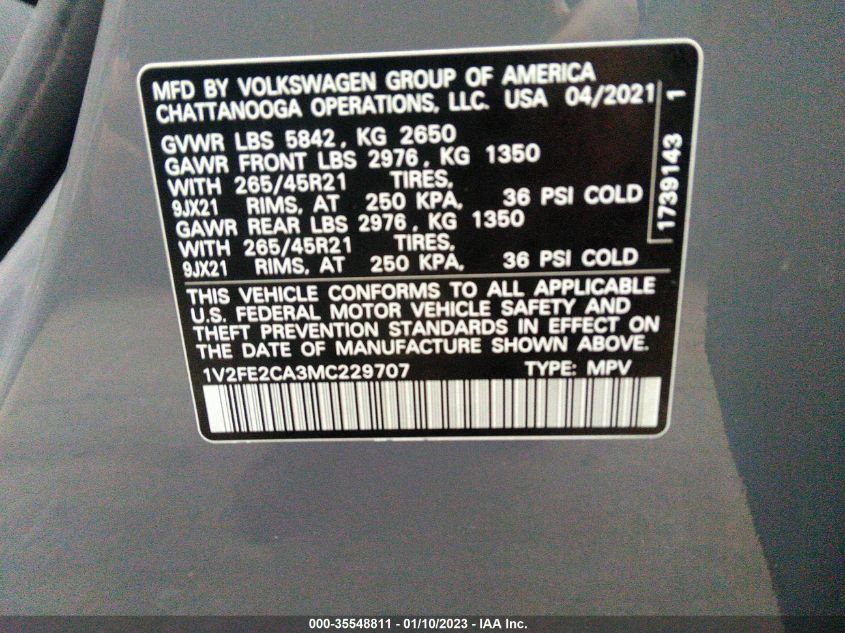 MFD BY VOLKSWAGEN GROUP OF AMERICA
CHATTANOOGA OPERATIONS, LLC. USA 04/2021
GVWR LBS 5842, KG 2650
GAWR FRONT LBS 2976, KG 1350
WITH 265/45R21 TIRES,
9JX21 RIMS, AT 250 KPA, 36 PSI COLD
GAWR REAR LBS 2976, KG 1350
WITH 265/45R21 TIRES,
9JX21 RIMS, AT 250 KPA, 36 PSI COLD
1739143 1
THIS VEHICLE CONFORMS TO ALL APPLICABLE
U.S. FEDERAL MOTOR VEHICLE SAFETY AND
THEFT PREVENTION STANDARDS IN EFFECT ON
THE DATE OF MANUFACTURE SHOWN ABOVE.
1V2FE2CA3MC229707 TYPE: MPV
000-35548811 - 01/10/2023 - IAA Inc.